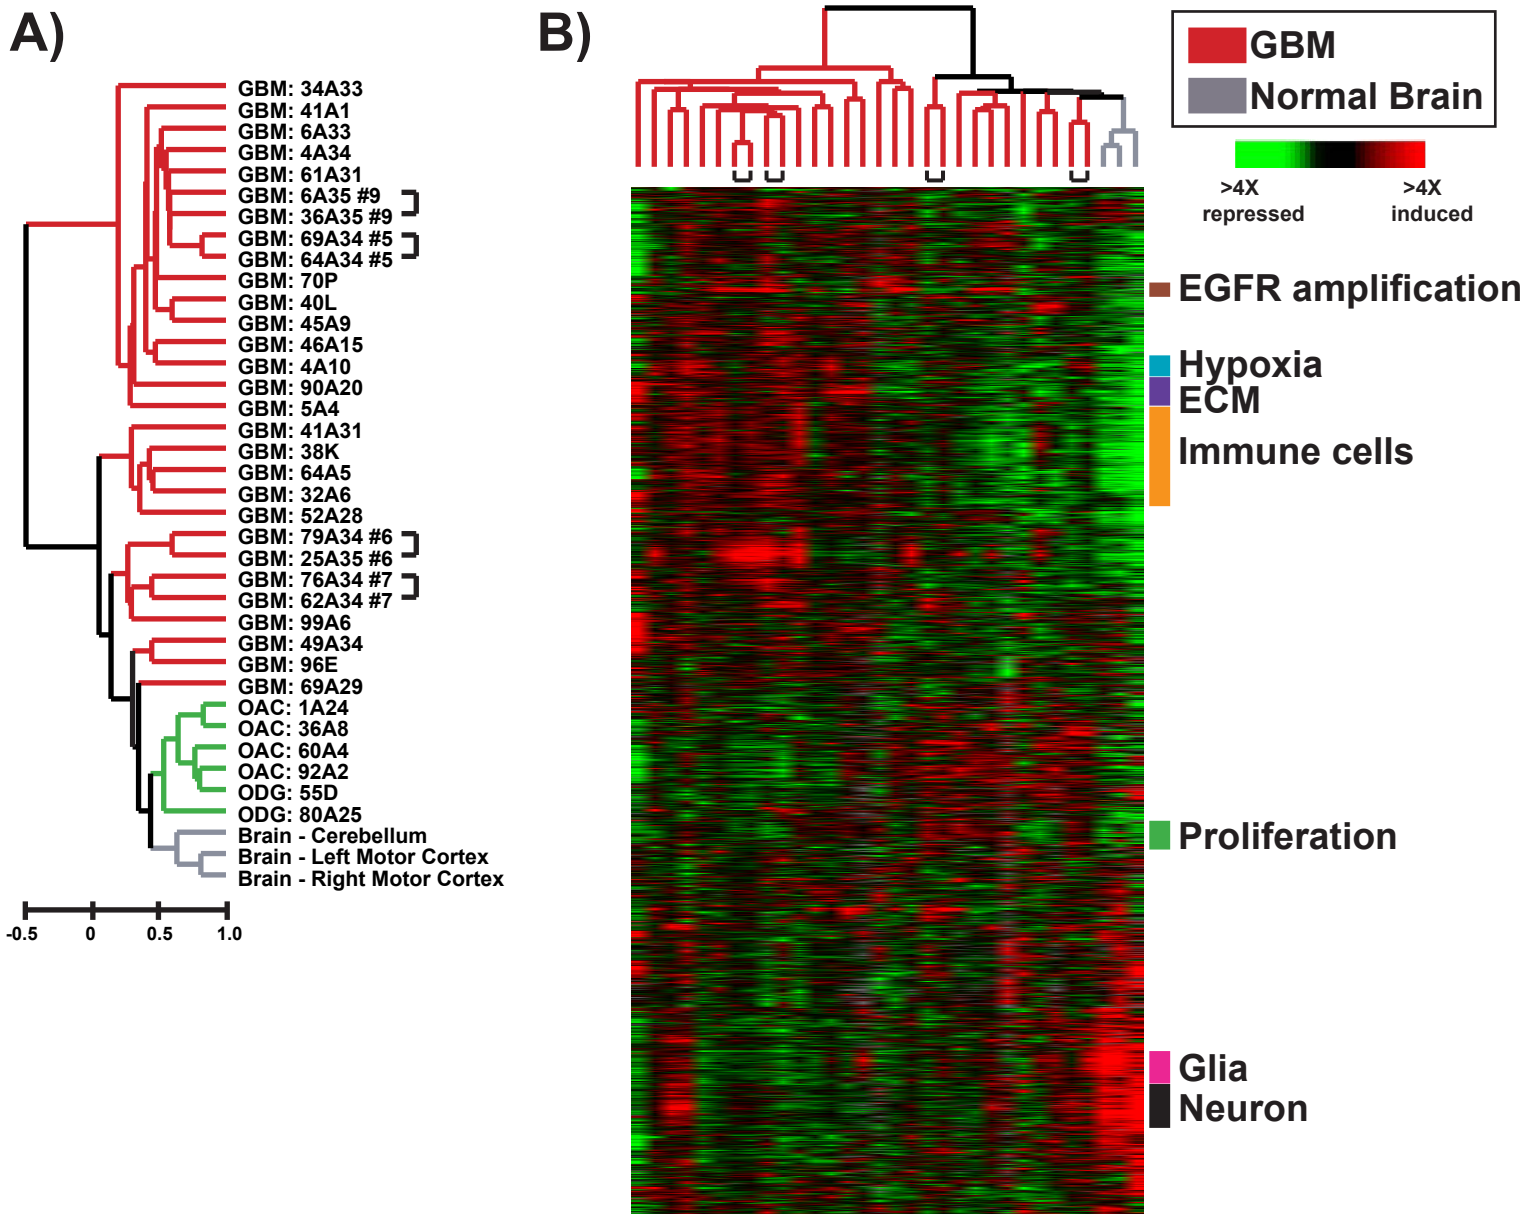 A)
GBM: 34A33
GBM: 41A1
GBM: 6A33
GBM: 4A34
GBM: 61A31
GBM: 6A35 #9
GBM: 36A35 #9
GBM: 69A34 #5
GBM: 64A34 #5
GBM: 70P
GBM: 40L
GBM: 45A9
GBM: 46A15
GBM: 4A10
GBM: 90A20
GBM: 5A4
GBM: 41A31
GBM: 38K
GBM: 64A5
GBM: 32A6
GBM: 52A28
GBM: 79A34 #6
GBM: 25A35 #6
GBM: 76A34 #7
GBM: 62A34 #7
GBM: 99A6
GBM: 49A34
GBM: 96E
GBM: 69A29
OAC: 1A24
OAC: 36A8
OAC: 60A4
OAC: 92A2
ODG: 55D
ODG: 80A25
Brain - Cerebellum
Brain - Left Motor Cortex
Brain - Right Motor Cortex
-0.5 0 0.5 1.0
B)
GBM
Normal Brain
>4X >4X
repressed induced
EGFR amplification
Hypoxia
ECM
Immune cells
Proliferation
Glia
Neuron